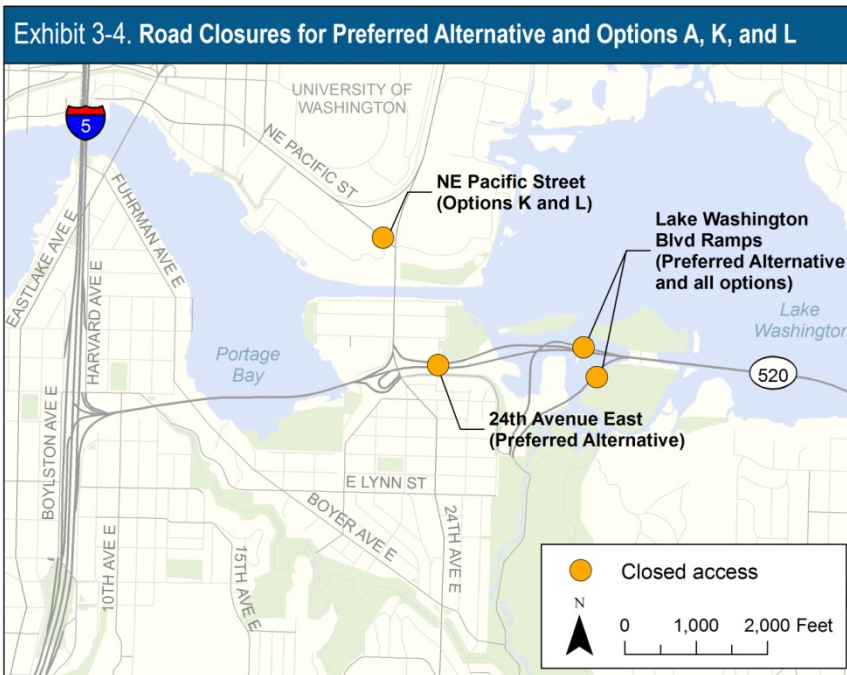 Exhibit 3-4. Road Closures for Preferred Alternative and Options A, K, and L
UNIVERSITY OF
WASHINGTON
5
NE PACIFIC ST
NE Pacific Street
(Options K and L)
Lake Washington
Blvd Ramps
(Preferred Alternative
and all options)
FUHRMAN AVE E
EASTLAKE AVE E
HARVARD AVE E
Portage
Bay
Lake
Washington
520
24th Avenue East
(Preferred Alternative)
BOYLSTON AVE E
E LYNN ST
BOYER AVE E
24TH AVE E
10TH AVE E
15TH AVE E
Closed access
N
0 1,000 2,000 Feet